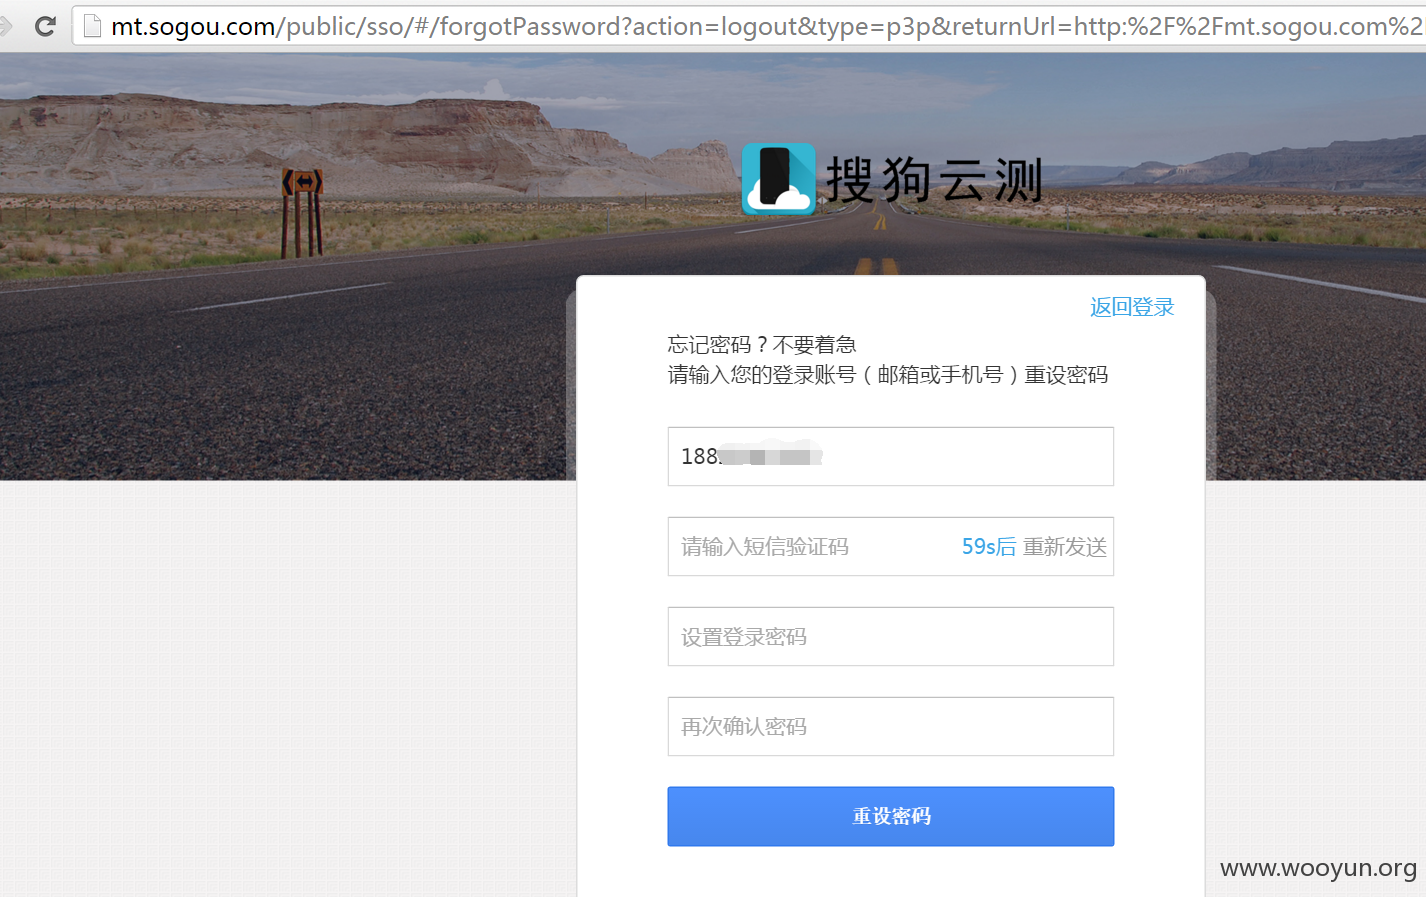 mt.sogou.com/public/sso/#/forgotPassword?action=logout&type=p3p&returnUrl=http:%2F%2Fmt.sogou.com%2
搜狗云测
返回登录
忘记密码？不要着急
请输入您的登录账号（邮箱或手机号）重设密码
188
请输入短信验证码 59s后 重新发送
设置登录密码
再次确认密码
重设密码
www.wooyun.org